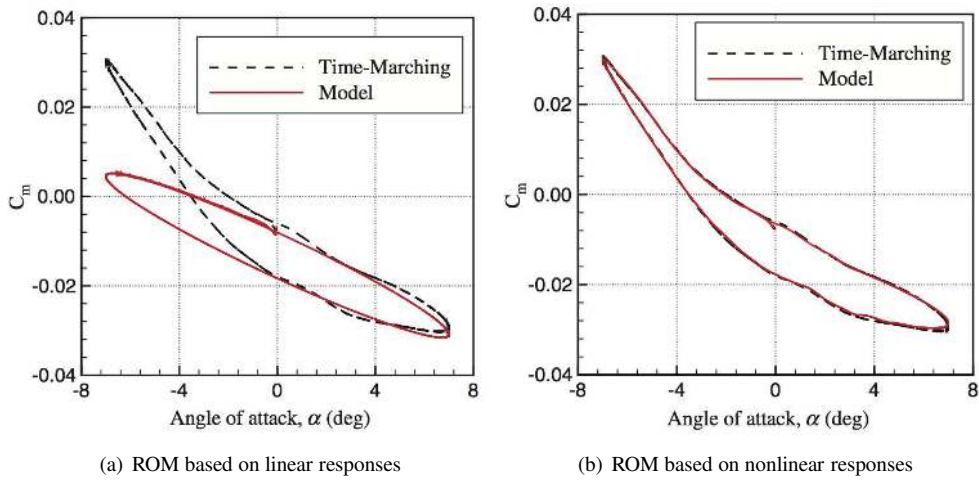 0.04
0.02
0.00
-0.02
-0.04
C_m
Time-Marching
Model
-8
-4
0
4
8
Angle of attack, α (deg)
(a) ROM based on linear responses
0.04
0.02
0.00
-0.02
-0.04
C_m
Time-Marching
Model
-8
-4
0
4
8
Angle of attack, α (deg)
(b) ROM based on nonlinear responses